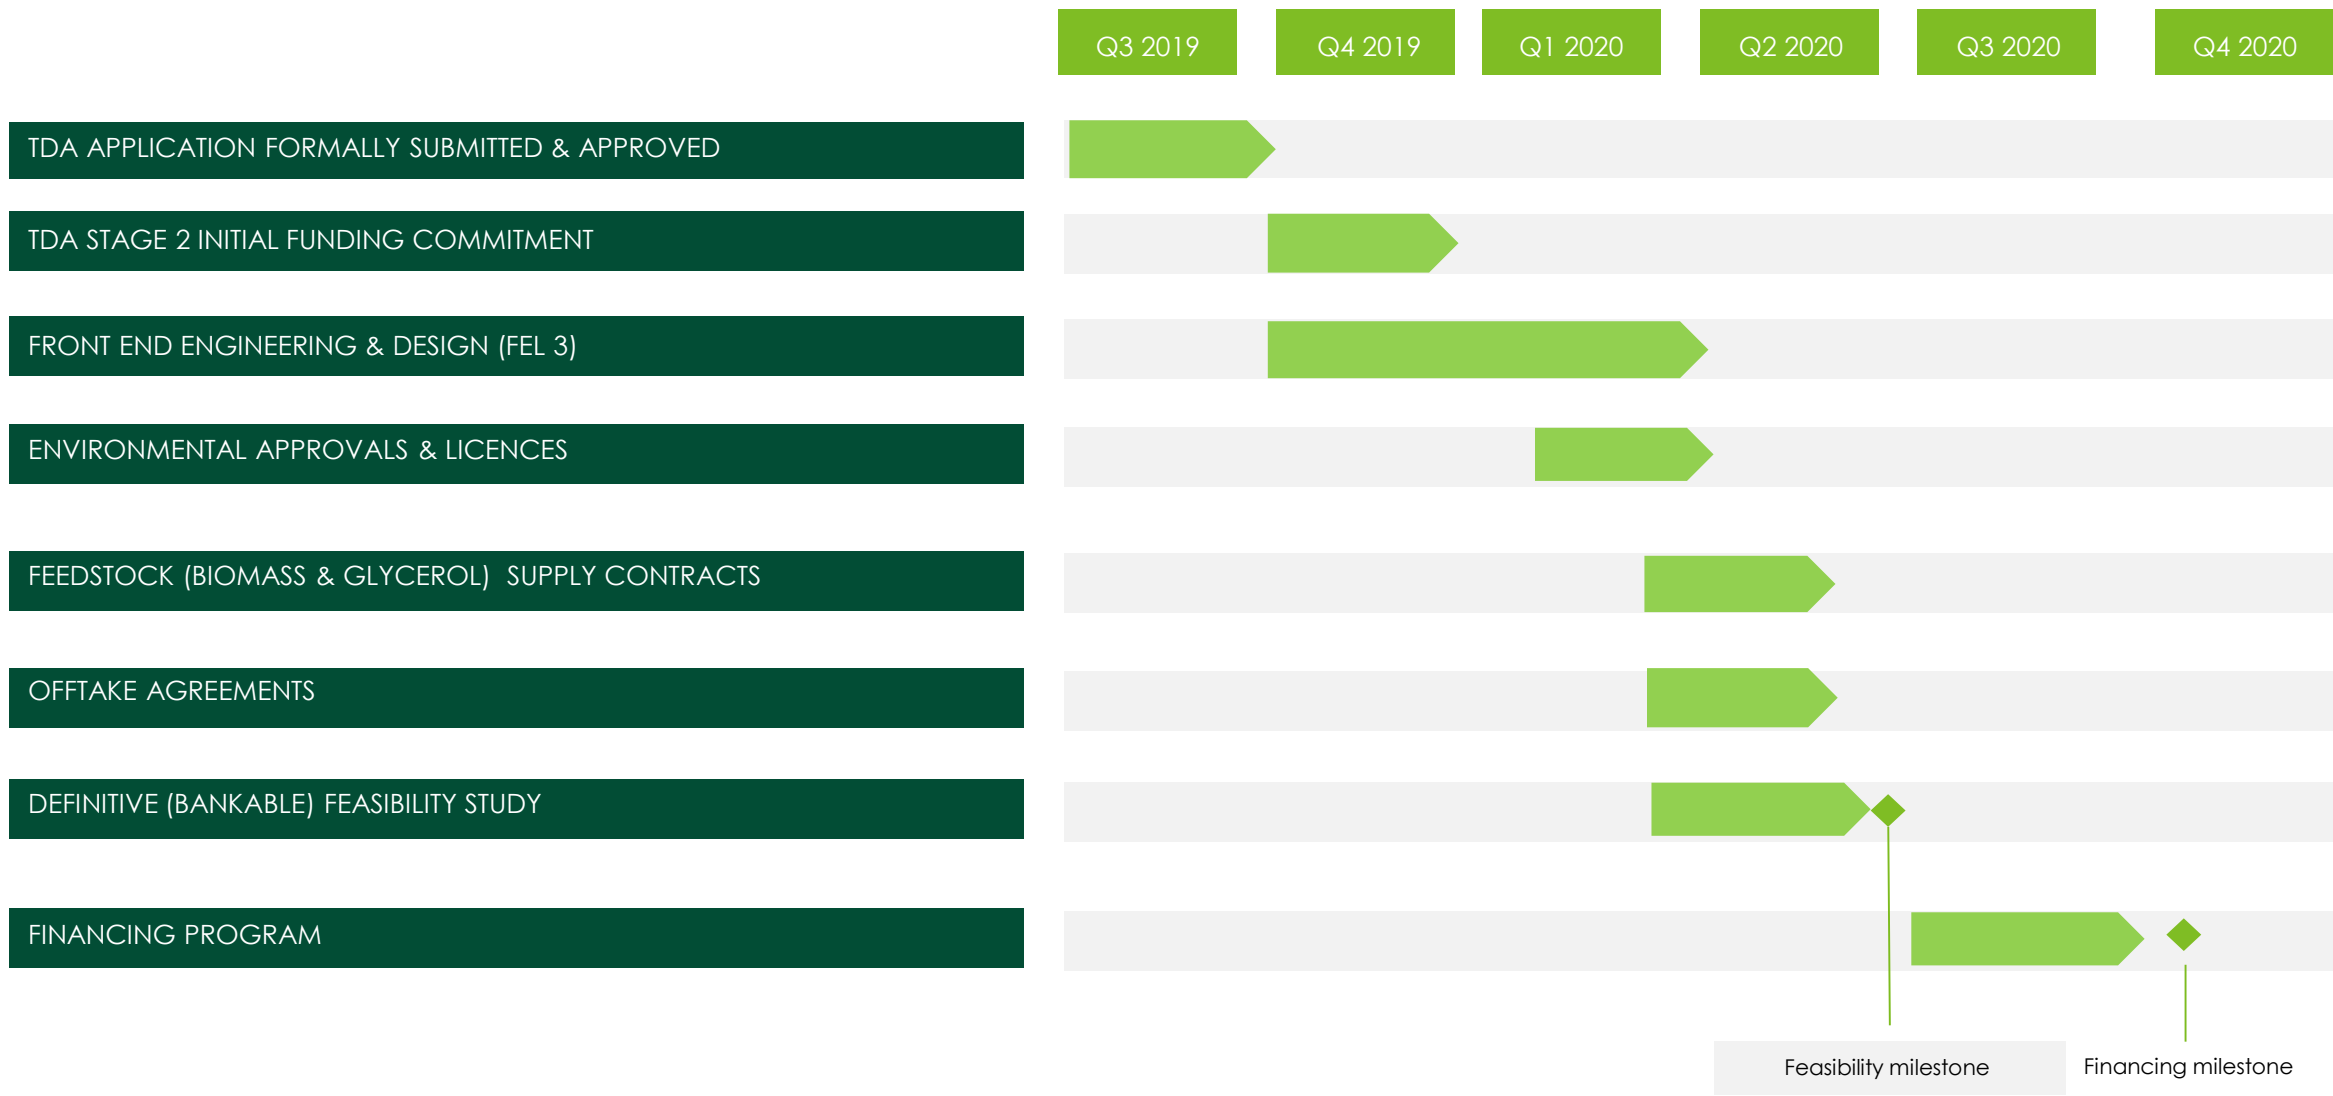 Q3 2019
Q4 2019
Q1 2020
Q2 2020
Q3 2020
Q4 2020
TDA APPLICATION FORMALLY SUBMITTED & APPROVED
TDA STAGE 2 INITIAL FUNDING COMMITMENT
FRONT END ENGINEERING & DESIGN (FEL 3)
ENVIRONMENTAL APPROVALS & LICENCES
FEEDSTOCK (BIOMASS & GLYCEROL) SUPPLY CONTRACTS
OFFTAKE AGREEMENTS
DEFINITIVE (BANKABLE) FEASIBILITY STUDY
FINANCING PROGRAM
Feasibility milestone
Financing milestone